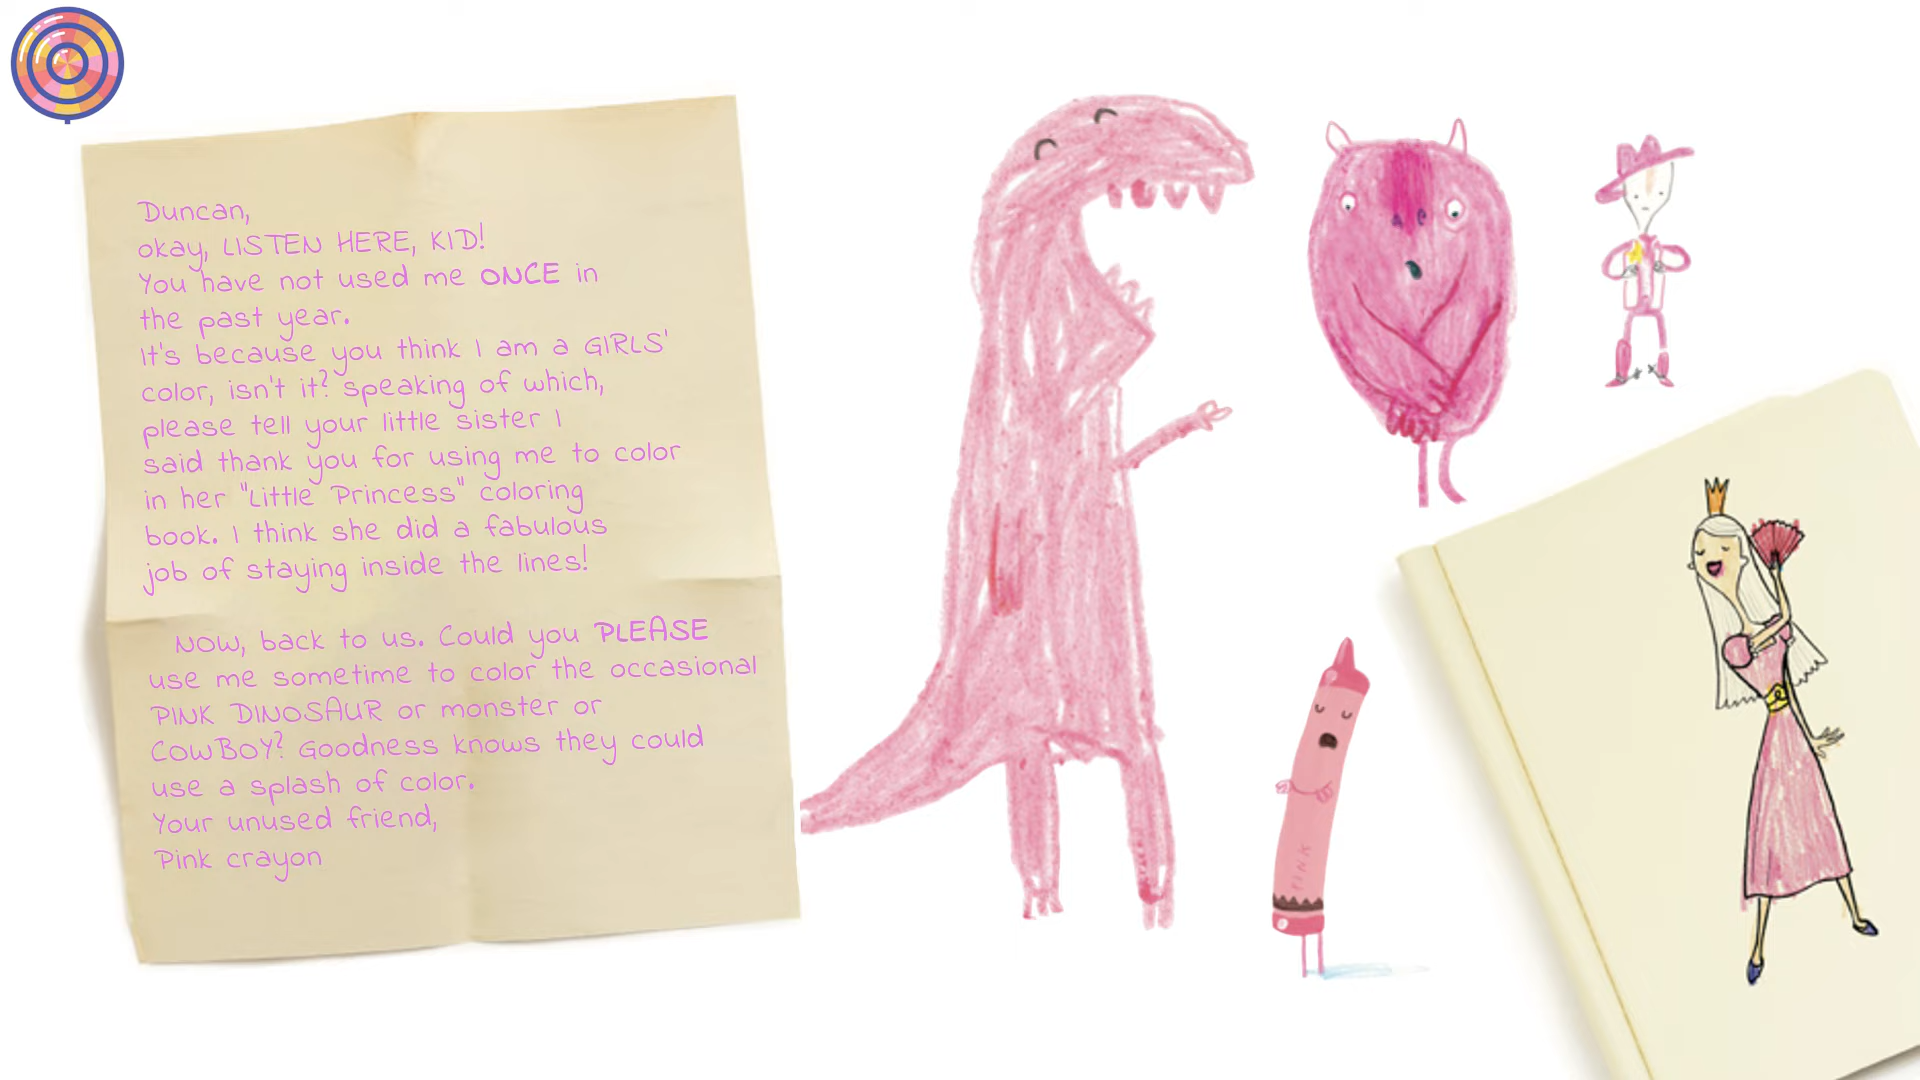 Duncan,
okay, LISTEN HERE, KID!
You have not used me ONCE in
the past year.
It's because you think I am a GIRLS'
color, isn't it? speaking of which,
please tell your little sister I
said thank you for using me to color
in her "Little Princess" coloring
book. I think she did a fabulous
job of staying inside the lines!
NOW, back to us. Could you PLEASE
use me sometime to color the occasional
PINK DINOSAUR or monster or
COWBOY? Goodness knows they could
use a splash of color.
Your unused friend,
Pink crayon
PINK